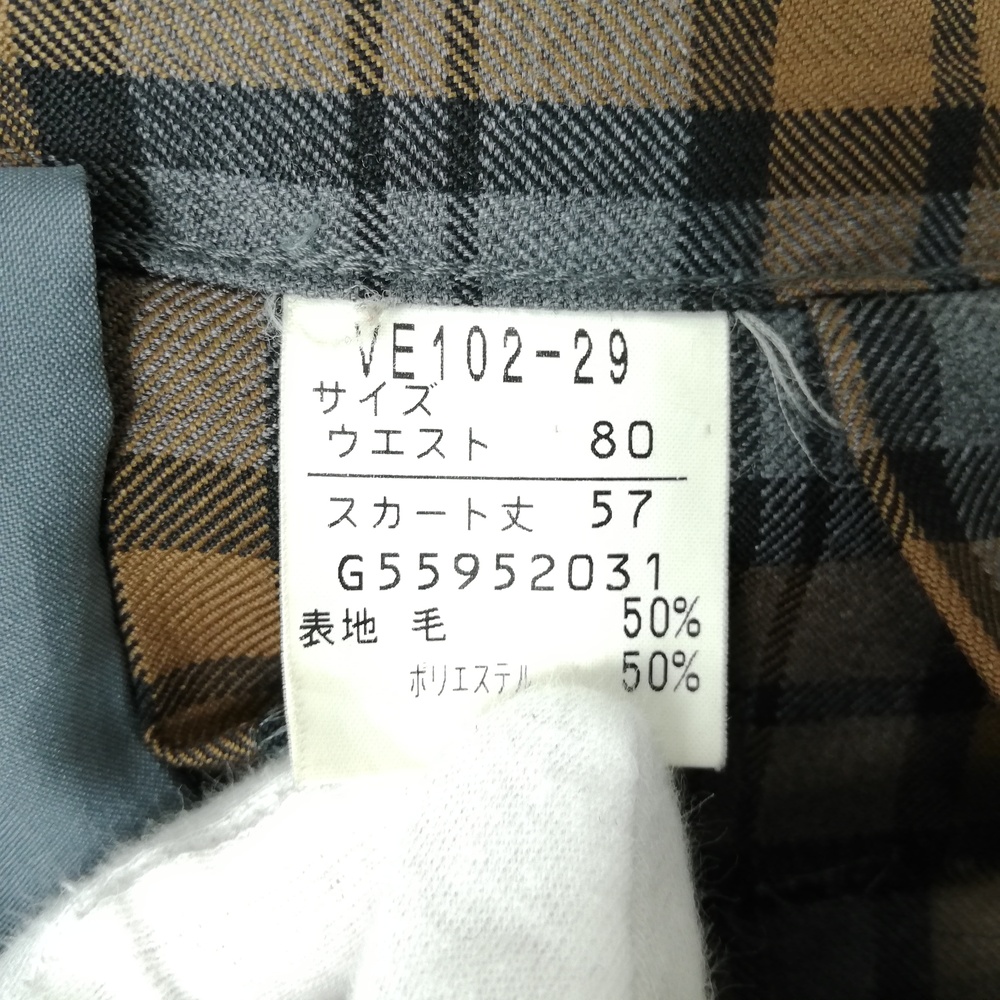 VE102-29
サイズ
ウエスト 80
スカート丈 57
G55952031
表地 毛 50%
ポリエステル 50%